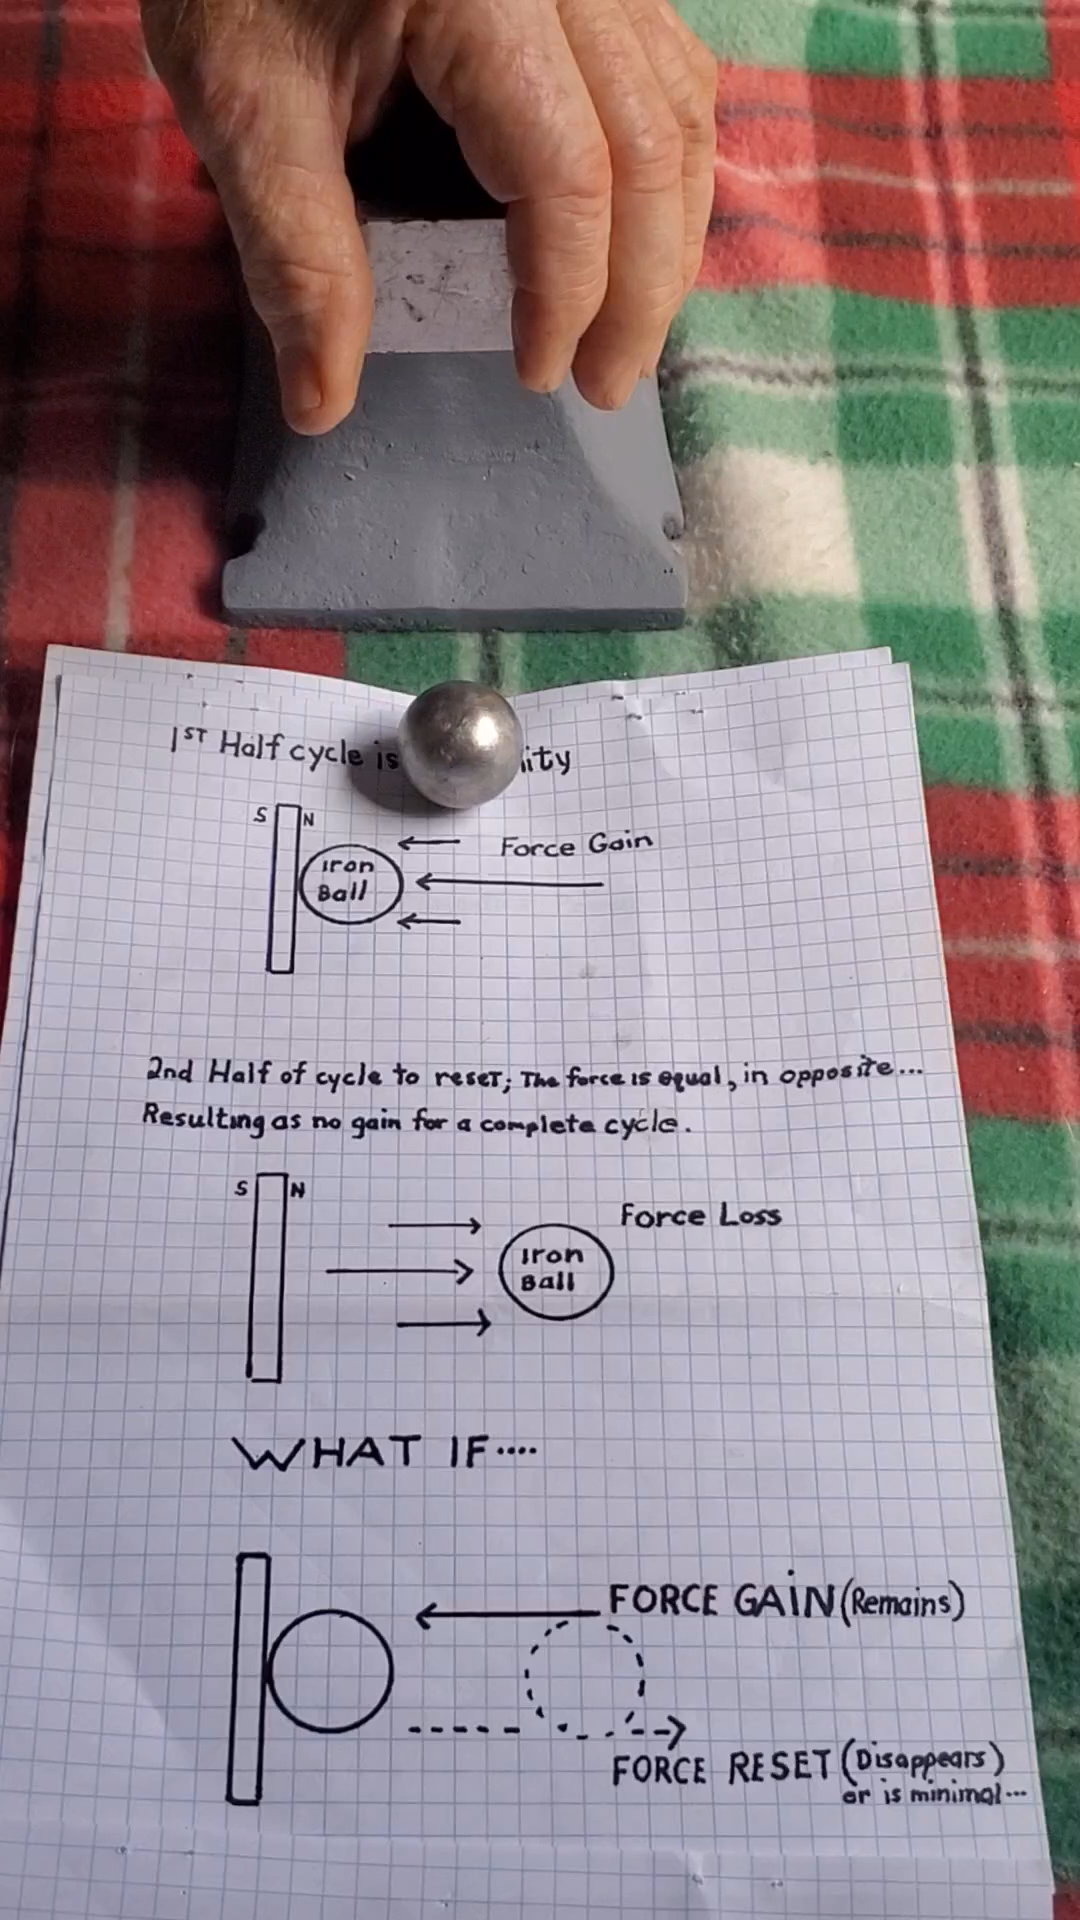 1ST Half cycle is ity
S N
Iron
Ball
Force Gain
2nd Half of cycle to reset; The force is equal, in opposite...
Resulting as no gain for a complete cycle.
S N
Force Loss
Iron
Ball
WHAT IF....
FORCE GAIN (Remains)
FORCE RESET (Disappears)
or is minimal...